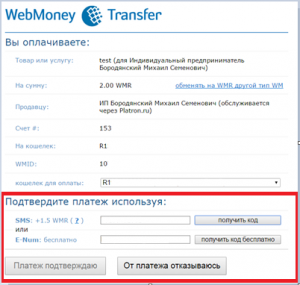 WebMoney Transfer
Вы оплачиваете:
Товар или услугу: test (для Индивидуальный предприниматель
Бородянский Михаил Семенович)
На сумму: 2.00 WMR обменять на WMR другой тип WM
Продавцу: ИП Бородянский Михаил Семенович (обслуживается
через Platron.ru)
Счет #: 153
На кошелек: R1
WMID: 10
кошелек для оплаты: R1
Подтвердите платеж используя:
SMS: +1.5 WMR ( ? ) получить код
или
E-Num: бесплатно получить код бесплатно
Платеж подтверждаю От платежа отказываюсь